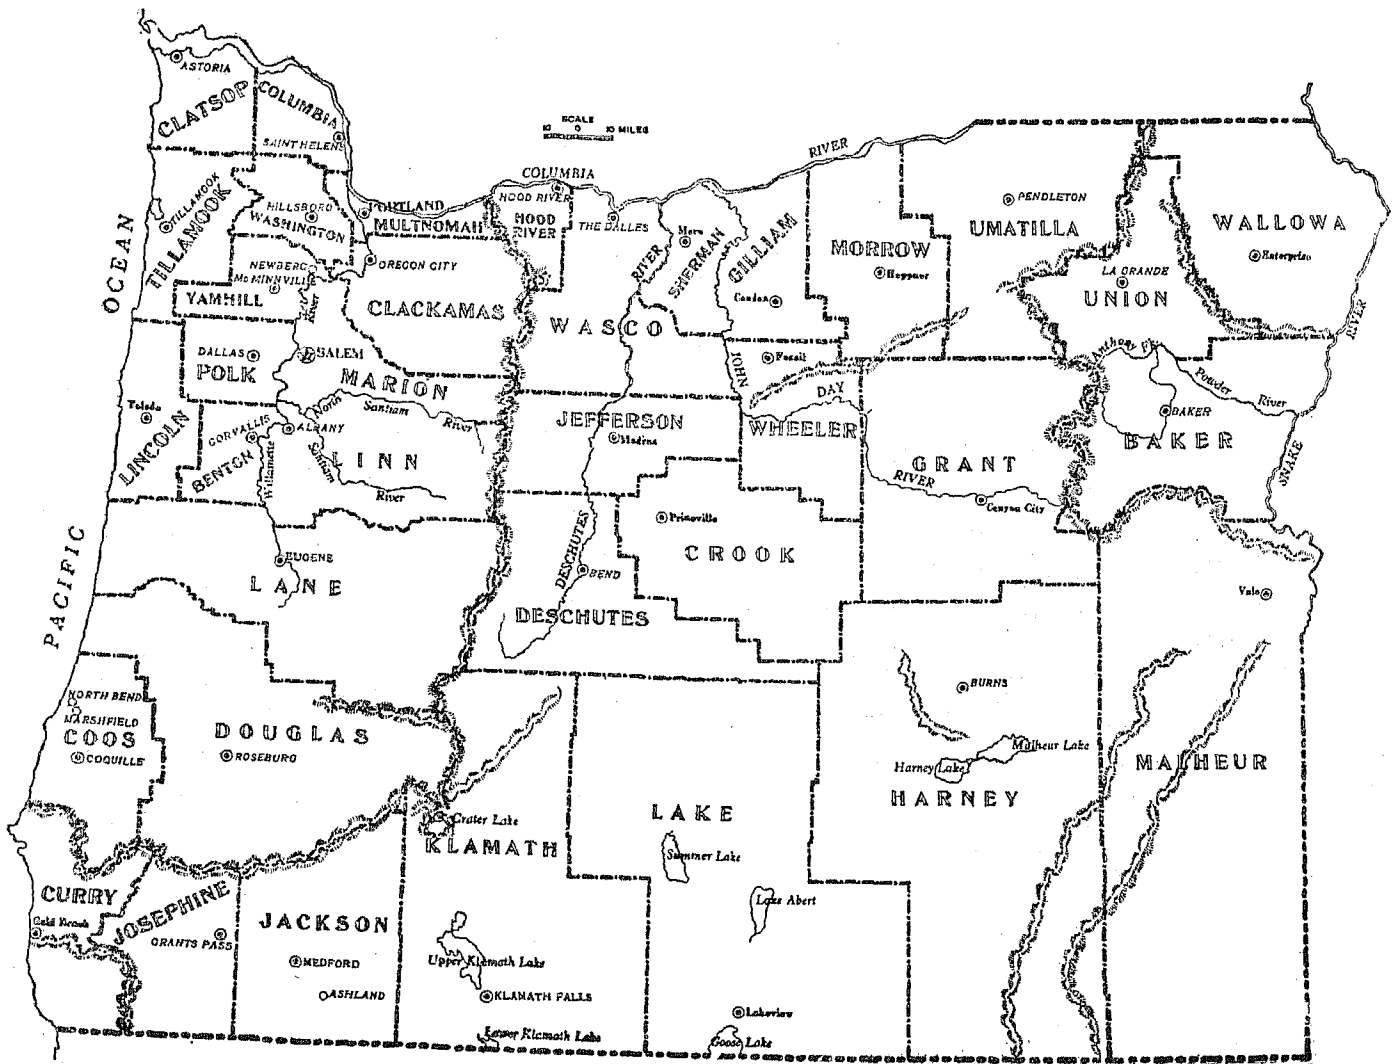 ASTORIA
CLATSOP
COLUMBIA
SAINT HELENS
SCALE
10 0 10 MILES
COLUMBIA
RIVER
TILLAMOOK
TILLAMOOK
HILLSBORO
WASHINGTON
PORTLAND
MULTNOMAH
HOOD RIVER
HOOD
RIVER
THE DALLES
Moro
SHERMAN
RIVER
GILLIAM
Condon
MORROW
Heppner
PENDLETON
UMATILLA
LA GRANDE
UNION
WALLOWA
Enterprise
OCEAN
NEWBERG
McMINNVILLE
YAMHILL
River
OREGON CITY
CLACKAMAS
WASCO
DALLAS
POLK
SALEM
MARION
North
Santiam
River
JOHN
DAY
RIVER
Fossil
WHEELER
Anthony Fk.
Powder
River
BAKER
BAKER
SNAKE
RIVER
Toledo
LINCOLN
CORVALLIS
BENTON
Willamette
ALBANY
LINN
Santiam
River
JEFFERSON
Madras
GRANT
Canyon City
PACIFIC
EUGENE
LANE
DESCHUTES
BEND
DESCHUTES
Prineville
CROOK
Vale
NORTH BEND
MARSHFIELD
COOS
COQUILLE
DOUGLAS
ROSEBURG
BURNS
Malheur Lake
Harney Lake
HARNEY
MALHEUR
Crater Lake
KLAMATH
LAKE
Summer Lake
Lake Abert
CURRY
Gold Beach
JOSEPHINE
GRANTS PASS
JACKSON
MEDFORD
ASHLAND
Upper Klamath Lake
KLAMATH FALLS
Lower Klamath Lake
Lakeview
Goose Lake